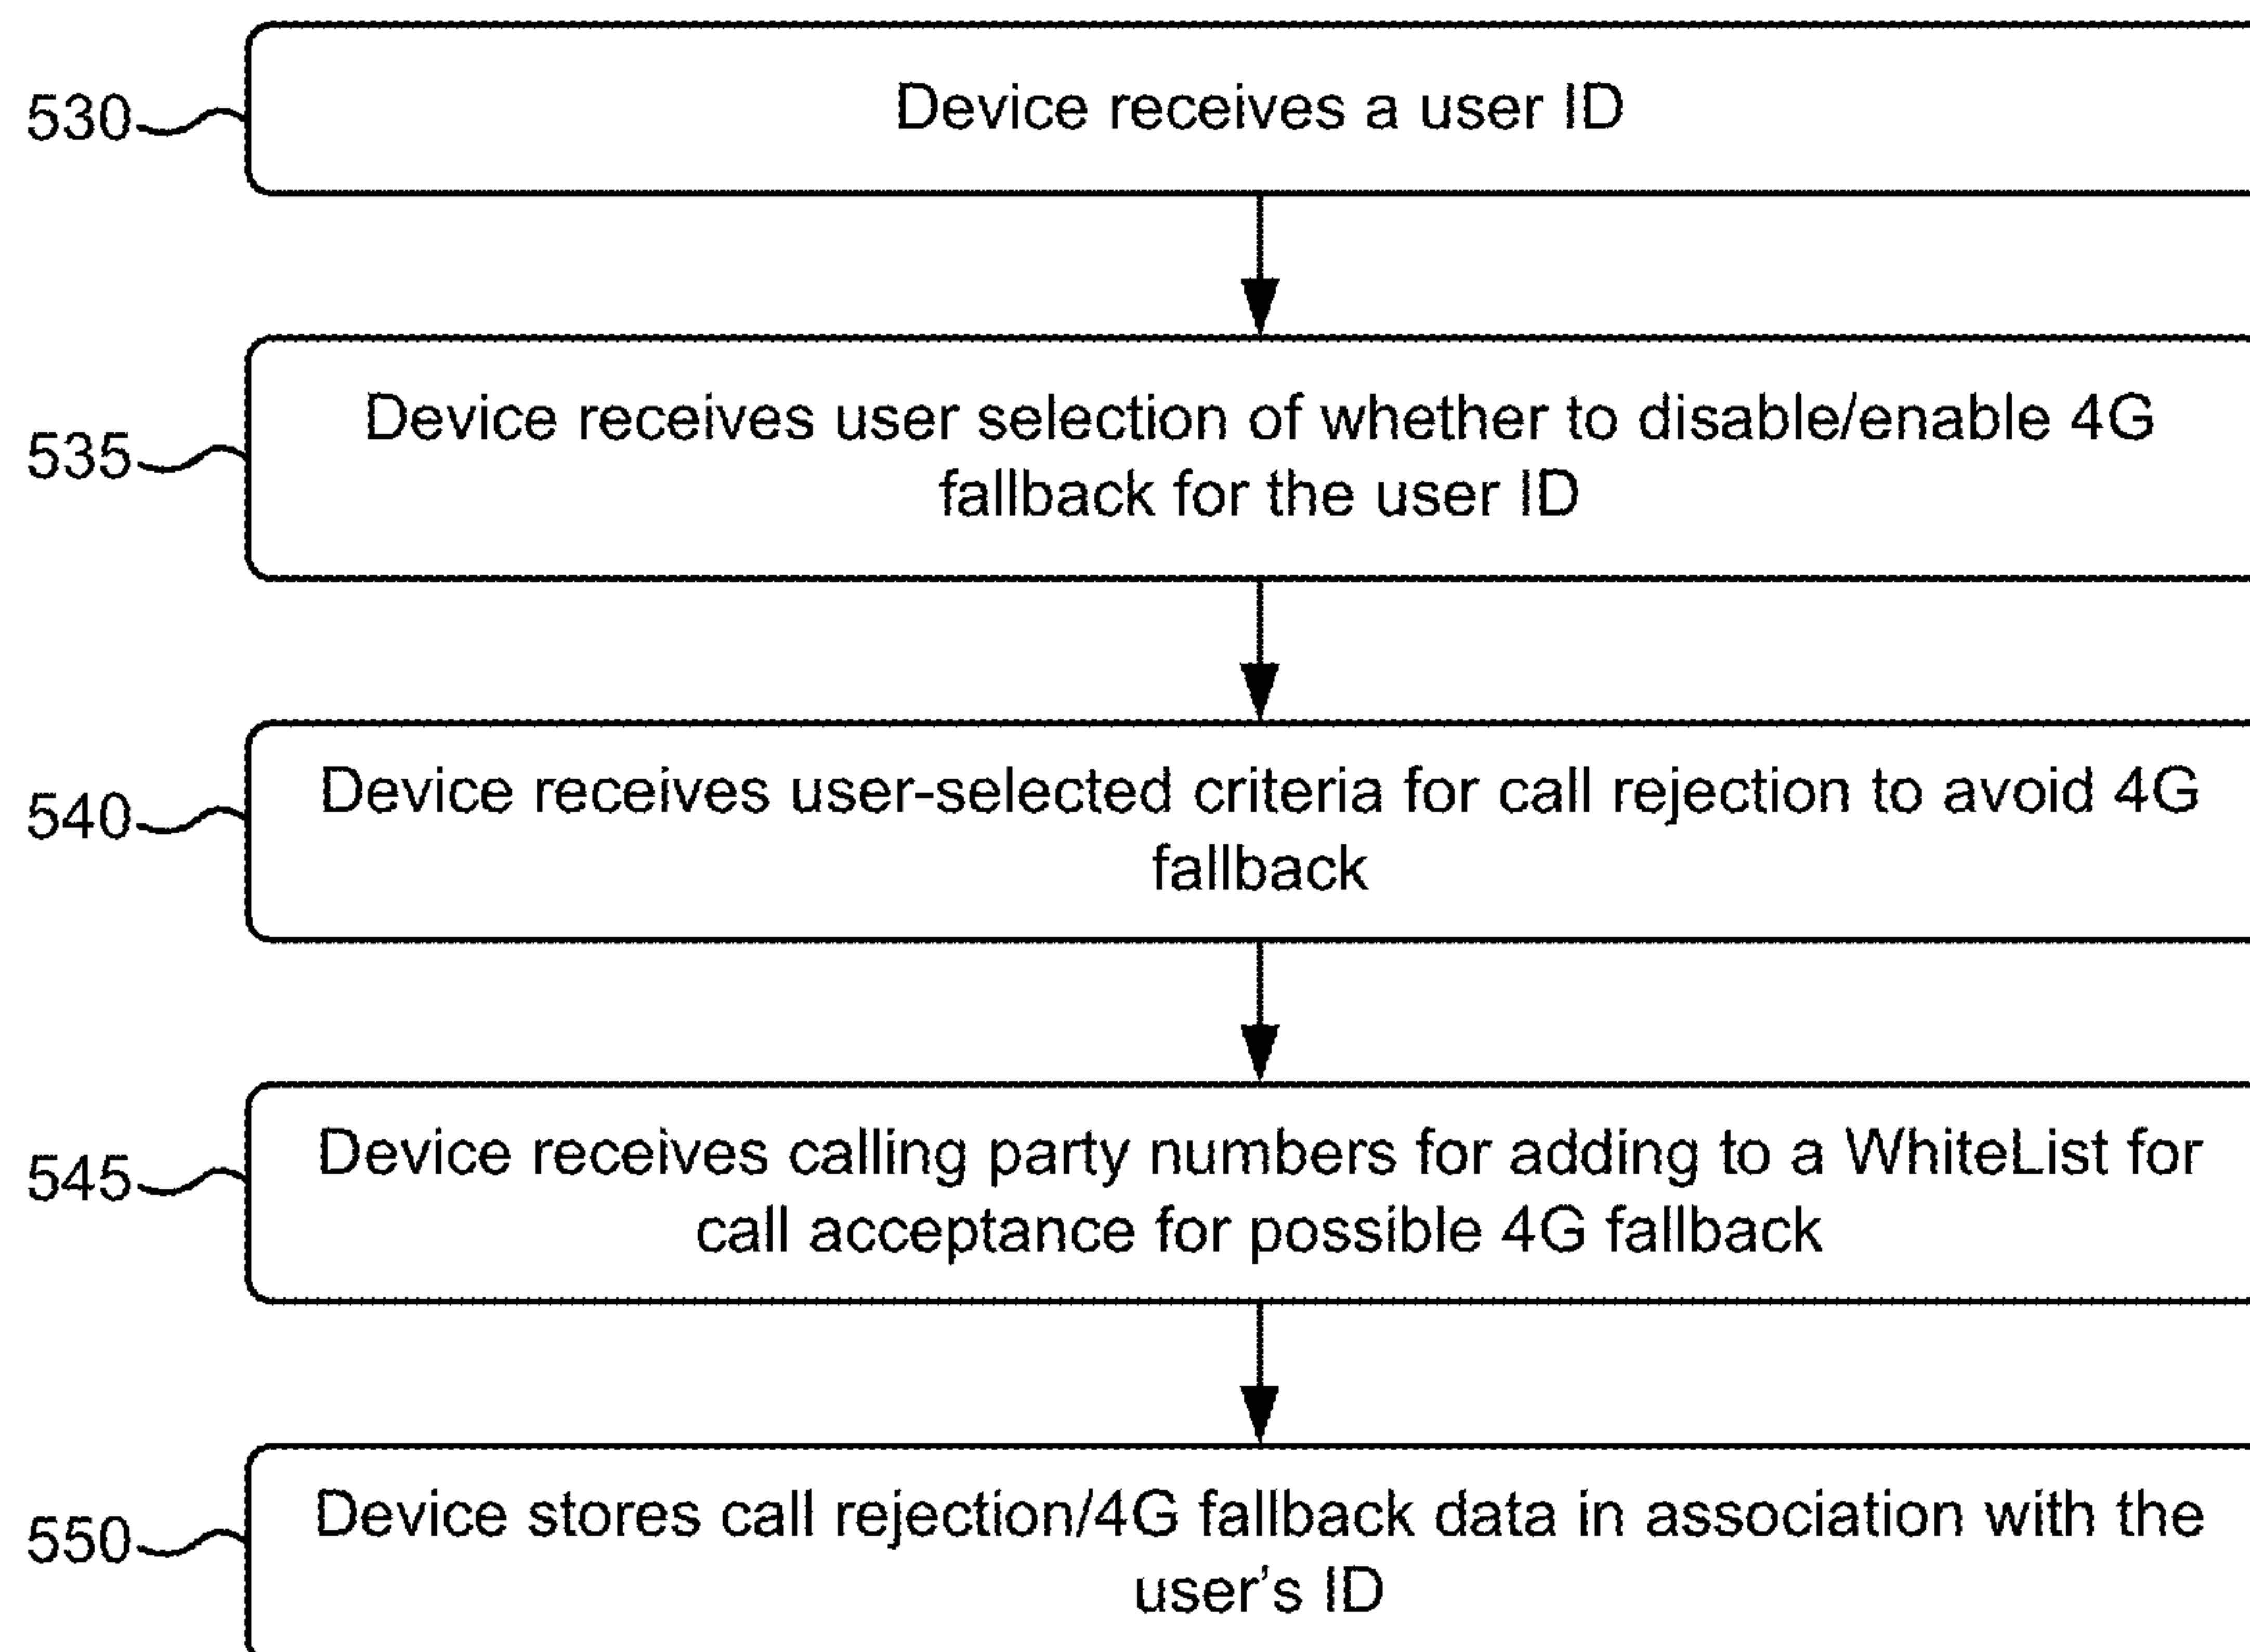 530
Device receives a user ID
535
Device receives user selection of whether to disable/enable 4G
fallback for the user ID
540
Device receives user-selected criteria for call rejection to avoid 4G
fallback
545
Device receives calling party numbers for adding to a WhiteList for
call acceptance for possible 4G fallback
550
Device stores call rejection/4G fallback data in association with the
user's ID